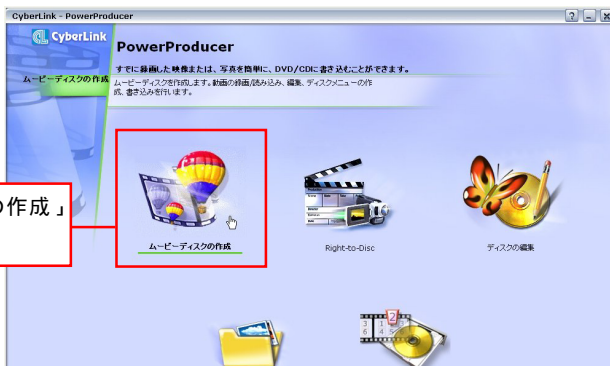 CyberLink - PowerProducer
CyberLink
PowerProducer
すでに録画した映像または、写真を簡単に、DVD/CDに書き込むことができます。
ムービーディスクの作成
ムービーディスクを作成します。動画の録画/読み込み、編集、ディスクメニューの作
成、書き込みを行います。
の作成」
ムービーディスクの作成
Right-to-Disc
ディスクの編集